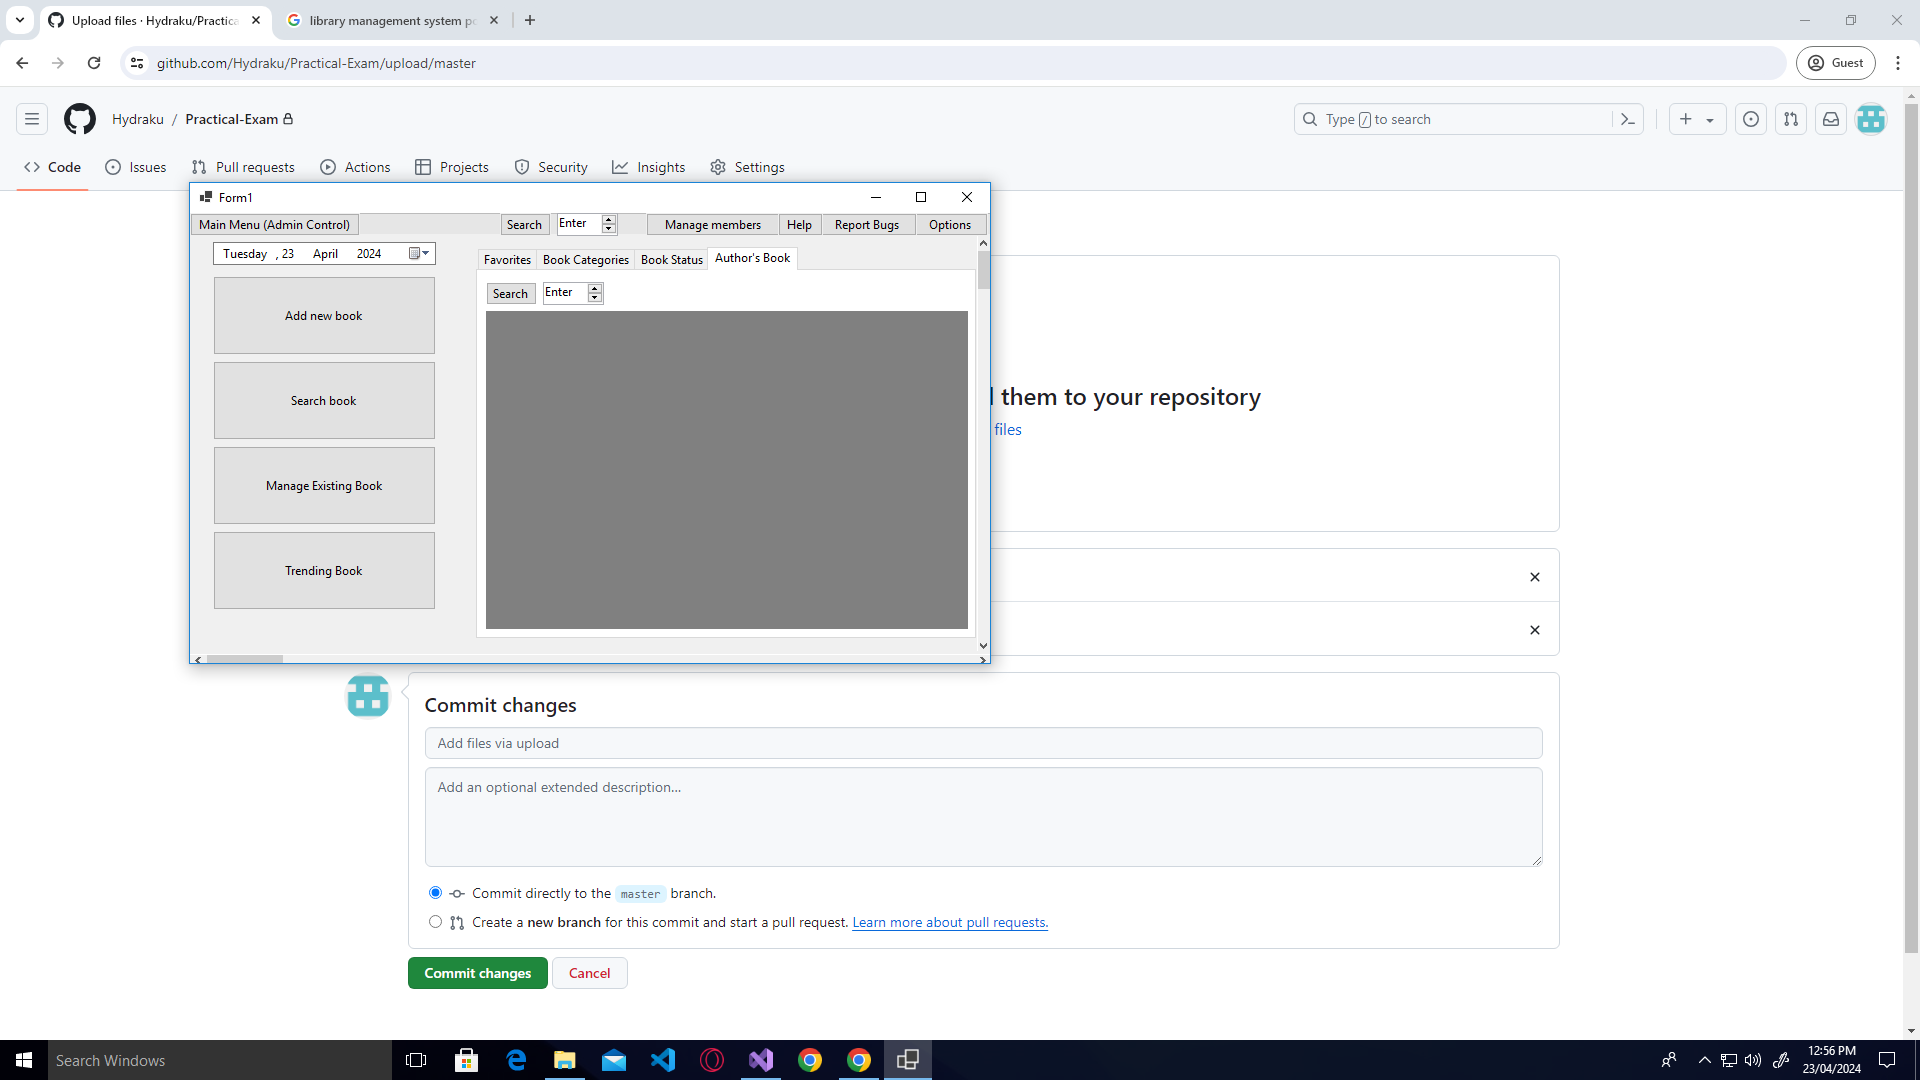 Upload files · Hydraku/Practica
library management system po
github.com/Hydraku/Practical-Exam/upload/master
Guest
Hydraku / Practical-Exam
Type / to search
Code
Issues
Pull requests
Actions
Projects
Security
Insights
Settings
Form1
Main Menu (Admin Control)
Search
Enter
Manage members
Help
Report Bugs
Options
Tuesday , 23 April 2024
Favorites
Book Categories
Book Status
Author's Book
Search
Enter
Add new book
Search book
Manage Existing Book
Trending Book
them to your repository
files
Commit changes
Add files via upload
Add an optional extended description...
Commit directly to the master branch.
Create a new branch for this commit and start a pull request. Learn more about pull requests.
Commit changes
Cancel
Search Windows
12:56 PM
23/04/2024